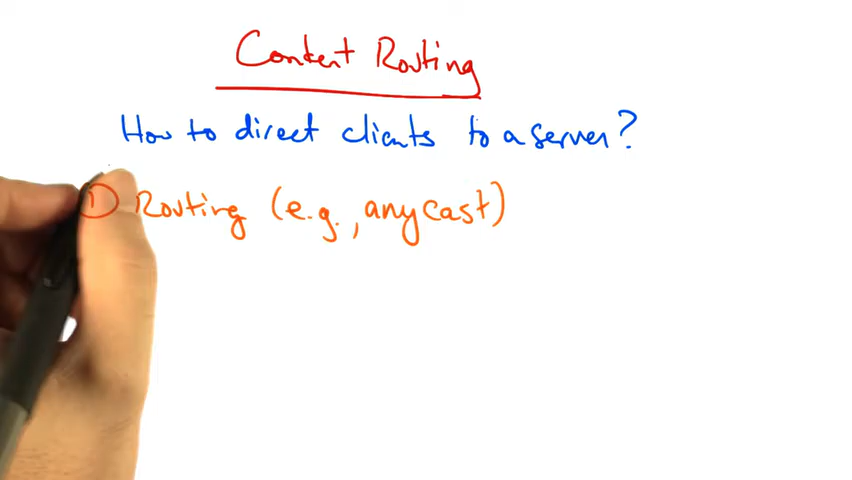 Content Routing
How to direct clients to a server?
① Routing (e.g., anycast)